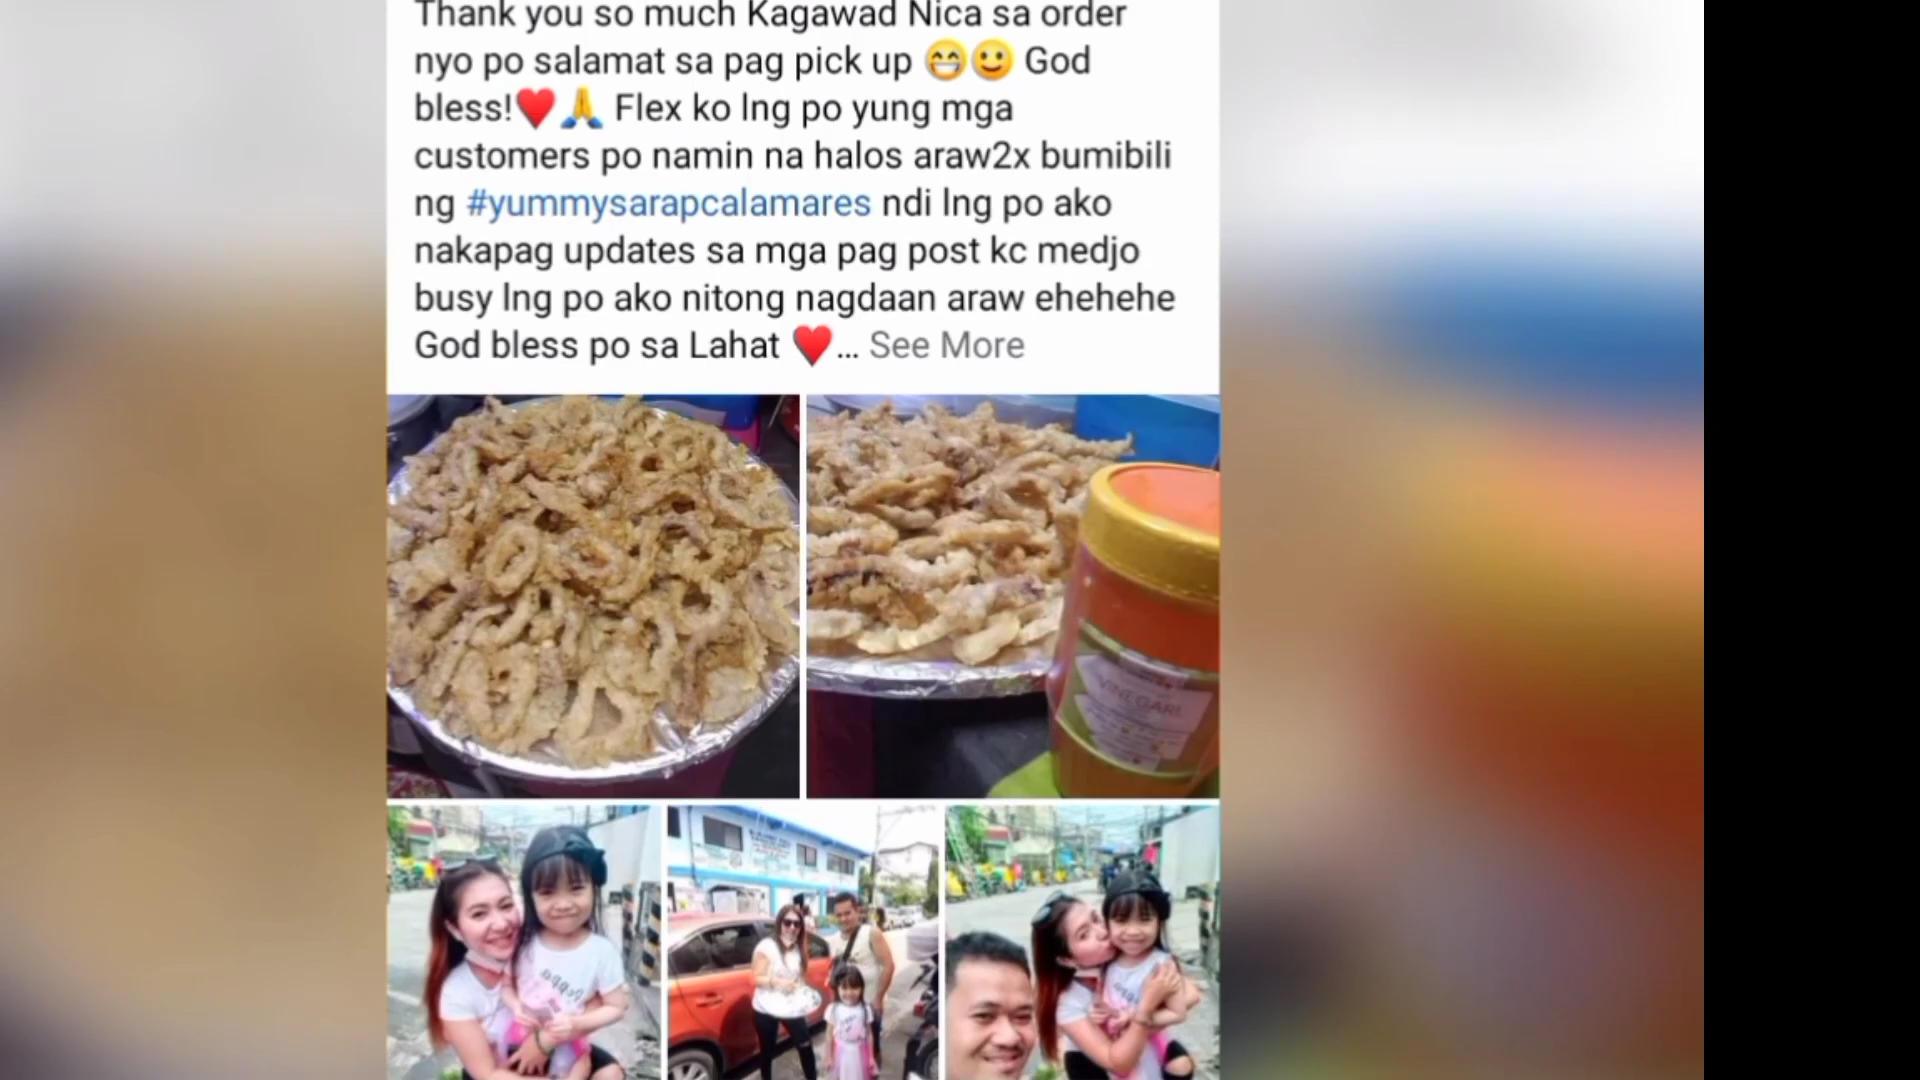 Thank you so much Kagawad Nica sa order
nyo po salamat sa pag pick up 😁🙂 God
bless!❤️🙏 Flex ko lng po yung mga
customers po namin na halos araw2x bumibili
ng #yummysarapcalamares ndi lng po ako
nakapag updates sa mga pag post kc medjo
busy lng po ako nitong nagdaan araw ehehehe
God bless po sa Lahat ❤️... See More
VINEGAR